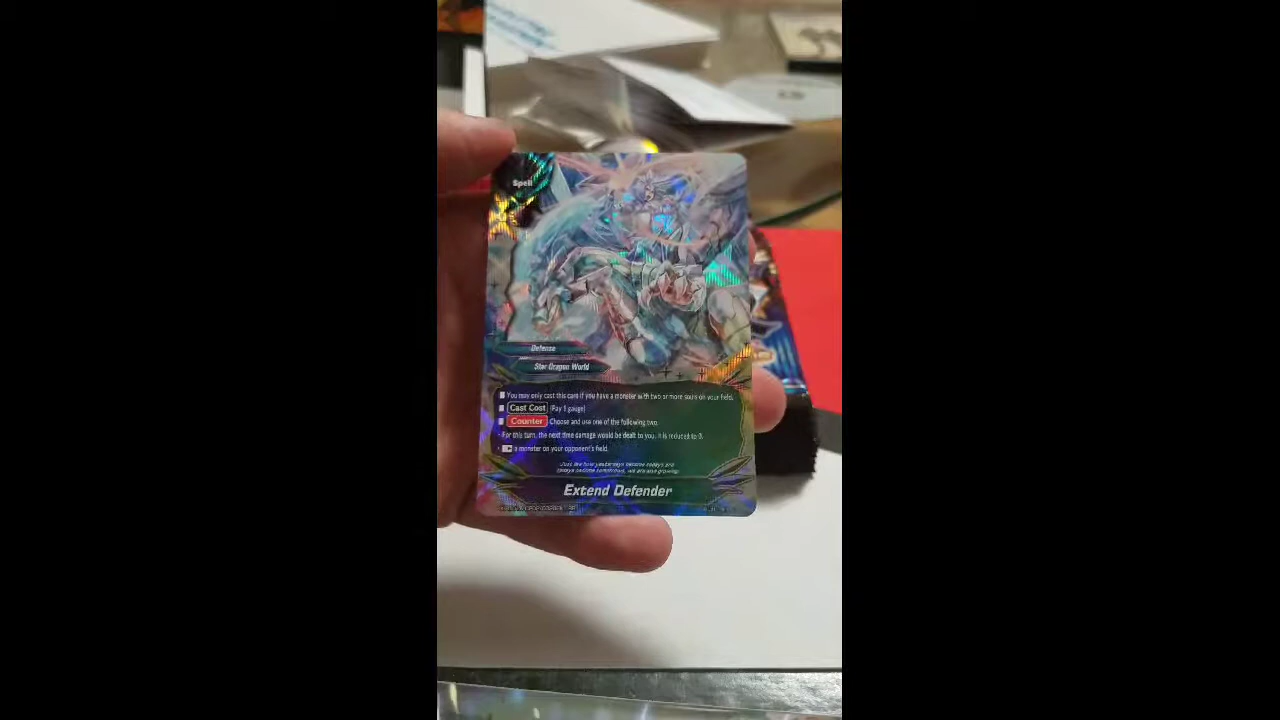 Spell
Defense
Star Dragon World
You may only cast this card if you have a monster with two or more souls on your field.
Cast Cost [Pay 1 gauge]
Counter Choose and use one of the following two.
· For this turn, the next time damage would be dealt to you, it is reduced to 0.
· a monster on your opponent's field.
Extend Defender